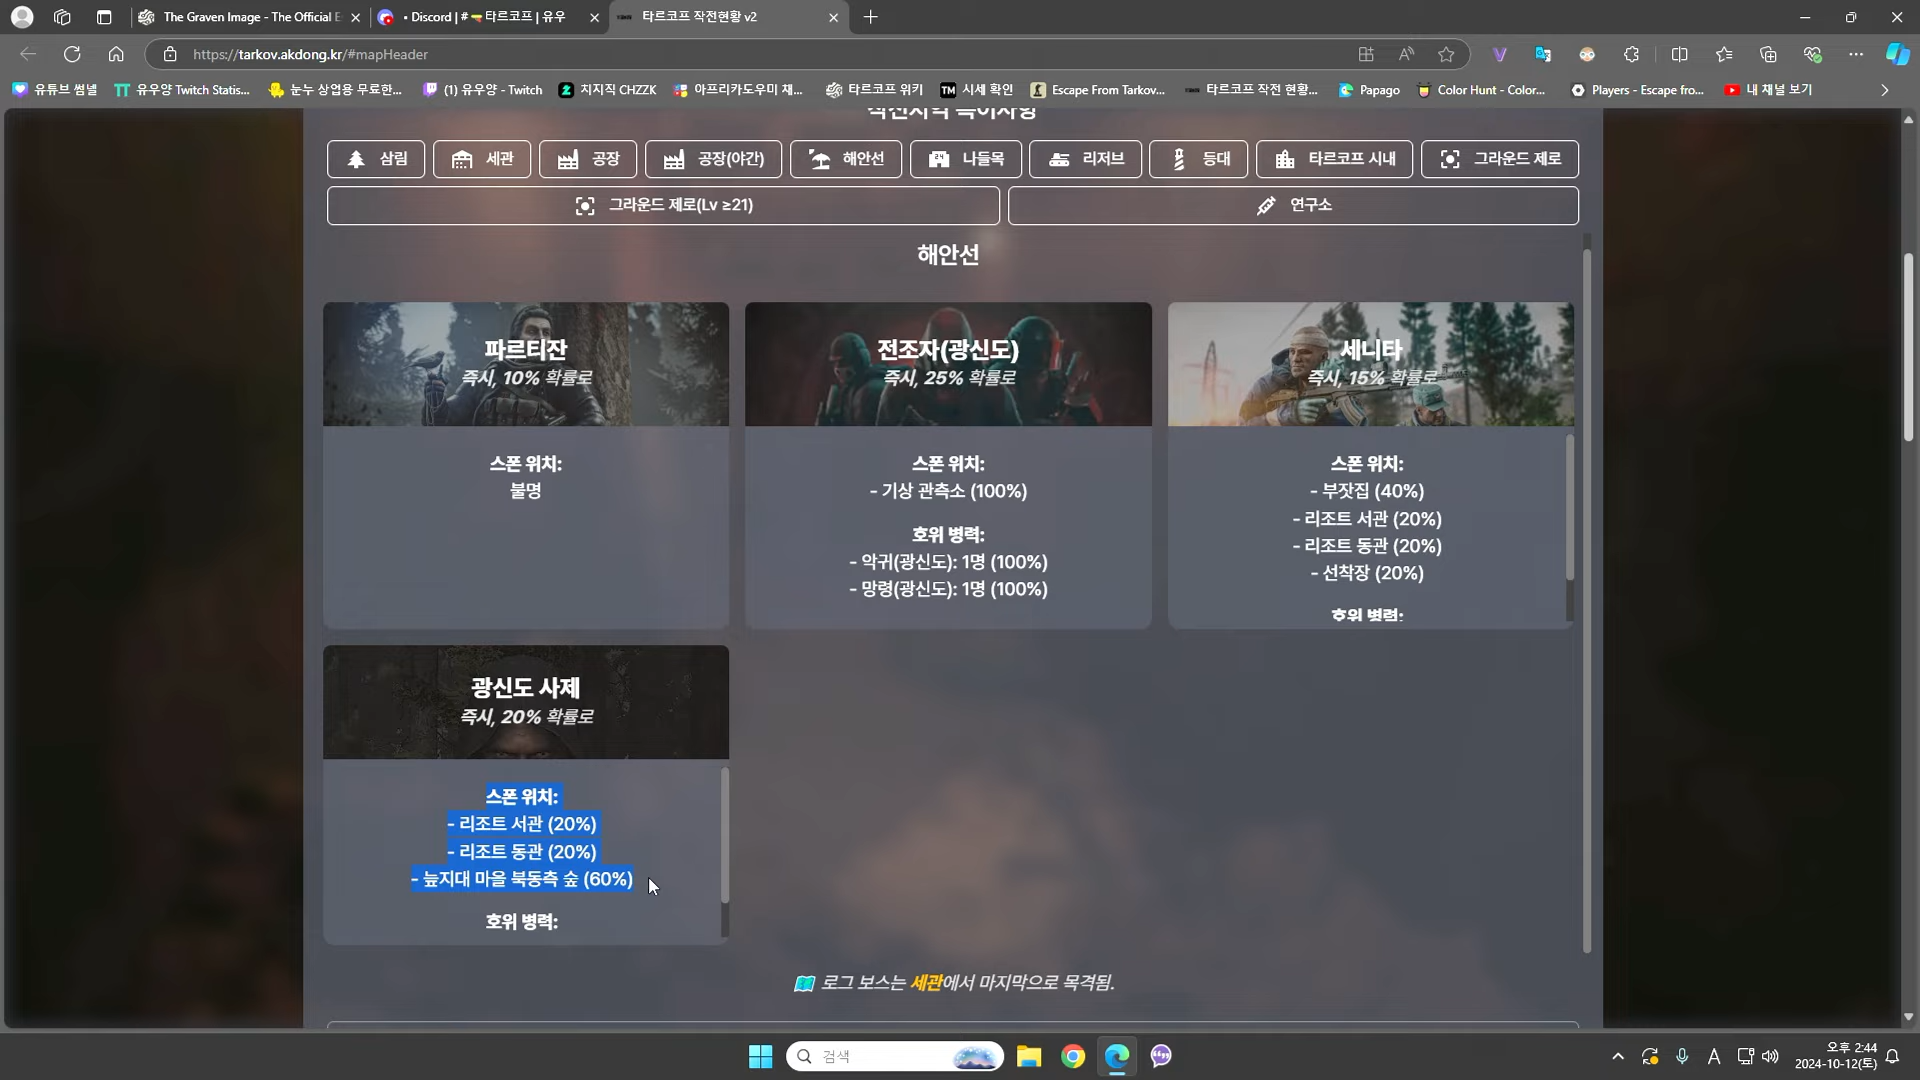 The Graven Image - The Official E
• Discord | # 타르코프 | 유우
타르코프 작전현황 v2
https://tarkov.akdong.kr/#mapHeader
유튜브 썸넬
유우양 Twitch Statis...
눈누 상업용 무료한...
(1) 유우양 - Twitch
치지직 CHZZK
아프리카도우미 채...
타르코프 위키
TM 시세 확인
Escape From Tarkov...
타르코프 작전 현황...
Papago
Color Hunt - Color...
Players - Escape fro...
내 채널 보기
작전지역 특이사항
삼림
세관
공장
공장(야간)
해안선
나들목
리저브
등대
타르코프 시내
그라운드 제로
그라운드 제로(Lv ≥21)
연구소
해안선
파르티잔
즉시, 10% 확률로
스폰 위치:
불명
전조자(광신도)
즉시, 25% 확률로
스폰 위치:
- 기상 관측소 (100%)
호위 병력:
- 악귀(광신도): 1명 (100%)
- 망령(광신도): 1명 (100%)
세니타
즉시, 15% 확률로
스폰 위치:
- 부잣집 (40%)
- 리조트 서관 (20%)
- 리조트 동관 (20%)
- 선착장 (20%)
호위 병력:
광신도 사제
즉시, 20% 확률로
스폰 위치:
- 리조트 서관 (20%)
- 리조트 동관 (20%)
- 늪지대 마을 북동측 숲 (60%)
호위 병력:
로그 보스는 세관에서 마지막으로 목격됨.
검색
A
오후 2:44
2024-10-12(토)